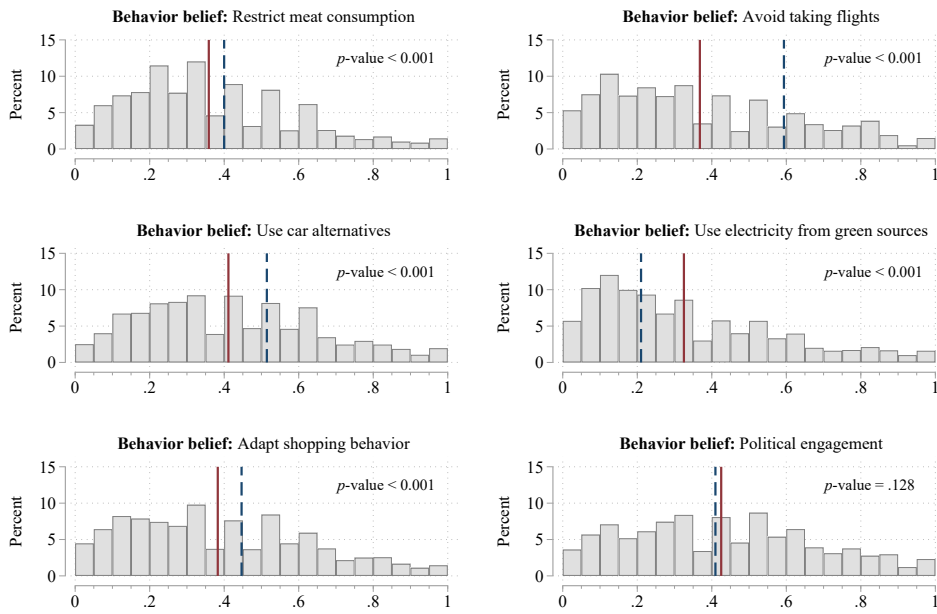 Behavior belief: Restrict meat consumption
Percent
15
10
5
0
p-value < 0.001
0 .2 .4 .6 .8 1
Behavior belief: Avoid taking flights
Percent
15
10
5
0
p-value < 0.001
0 .2 .4 .6 .8 1
Behavior belief: Use car alternatives
Percent
15
10
5
0
p-value < 0.001
0 .2 .4 .6 .8 1
Behavior belief: Use electricity from green sources
Percent
15
10
5
0
p-value < 0.001
0 .2 .4 .6 .8 1
Behavior belief: Adapt shopping behavior
Percent
15
10
5
0
p-value < 0.001
0 .2 .4 .6 .8 1
Behavior belief: Political engagement
Percent
15
10
5
0
p-value = .128
0 .2 .4 .6 .8 1